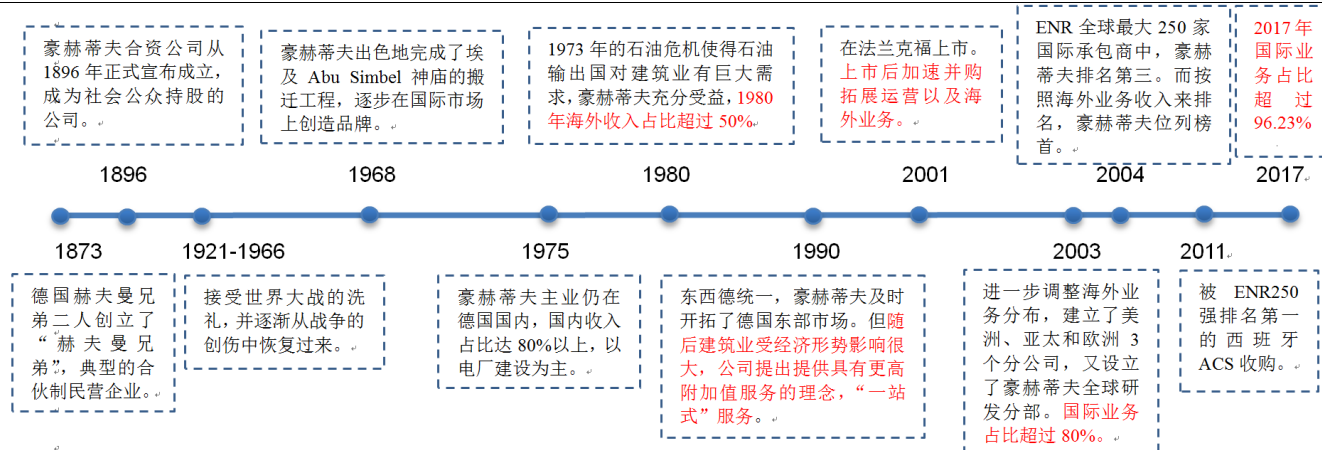 豪赫蒂夫合资公司从
1896年正式宣布成立，
成为社会公众持股的
公司。
豪赫蒂夫出色地完成了埃
及 Abu Simbel 神庙的搬
迁工程，逐步在国际市场
上创造品牌。
1973年的石油危机使得石油
输出国对建筑业有巨大需
求，豪赫蒂夫充分受益，1980
年海外收入占比超过50%
在法兰克福上市。
上市后加速并购
拓展运营以及海
外业务。
ENR 全球最大 250 家
国际承包商中，豪赫
蒂夫排名第三。而按
照海外业务收入来排
名，豪赫蒂夫位列榜
首。
2017年
国际业
务占比
超过
96.23%
1896
1968
1980
2001
2004
2017
1873
1921-1966
1975
1990
2003
2011
德国赫夫曼兄
弟二人创立了
“赫夫曼兄
弟”，典型的合
伙制民营企业。
接受世界大战的洗
礼，并逐渐从战争的
创伤中恢复过来。
豪赫蒂夫主业仍在
德国国内，国内收入
占比达80%以上，以
电厂建设为主。
东西德统一，豪赫蒂夫及时
开拓了德国东部市场。但随
后建筑业受经济形势影响很
大，公司提出提供具有更高
附加值服务的理念，“一站
式”服务。
进一步调整海外业
务分布，建立了美
洲、亚太和欧洲 3
个分公司，又设立
了豪赫蒂夫全球研
发分部。国际业务
占比超过80%。
被 ENR250
强排名第一
的西班牙
ACS 收购。